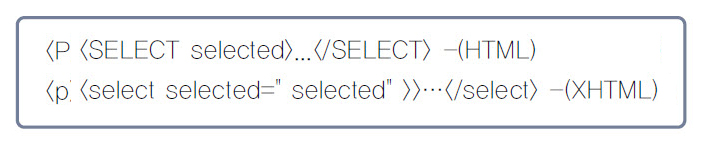 〈P 〈SELECT selected〉...〈/SELECT〉 -(HTML)
〈p〉 〈select selected=" selected" 〉〉…〈/select〉 -(XHTML)